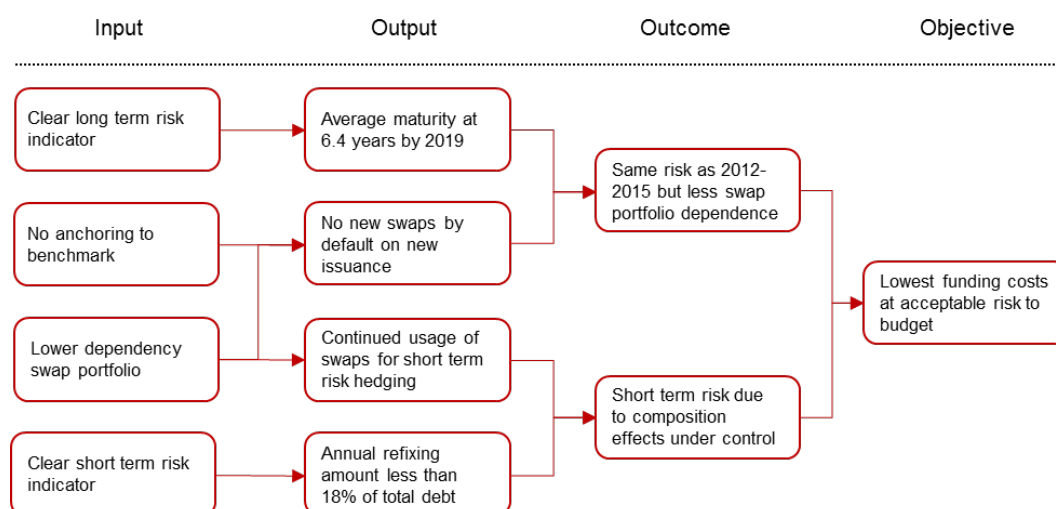 Input
Output
Outcome
Objective
Clear long term risk
indicator
Average maturity at
6.4 years by 2019
Same risk as 2012-
2015 but less swap
portfolio dependence
No anchoring to
benchmark
No new swaps by
default on new
issuance
Lowest funding costs
at acceptable risk to
budget
Lower dependency
swap portfolio
Continued usage of
swaps for short term
risk hedging
Short term risk due
to composition
effects under control
Clear short term risk
indicator
Annual refixing
amount less than
18% of total debt